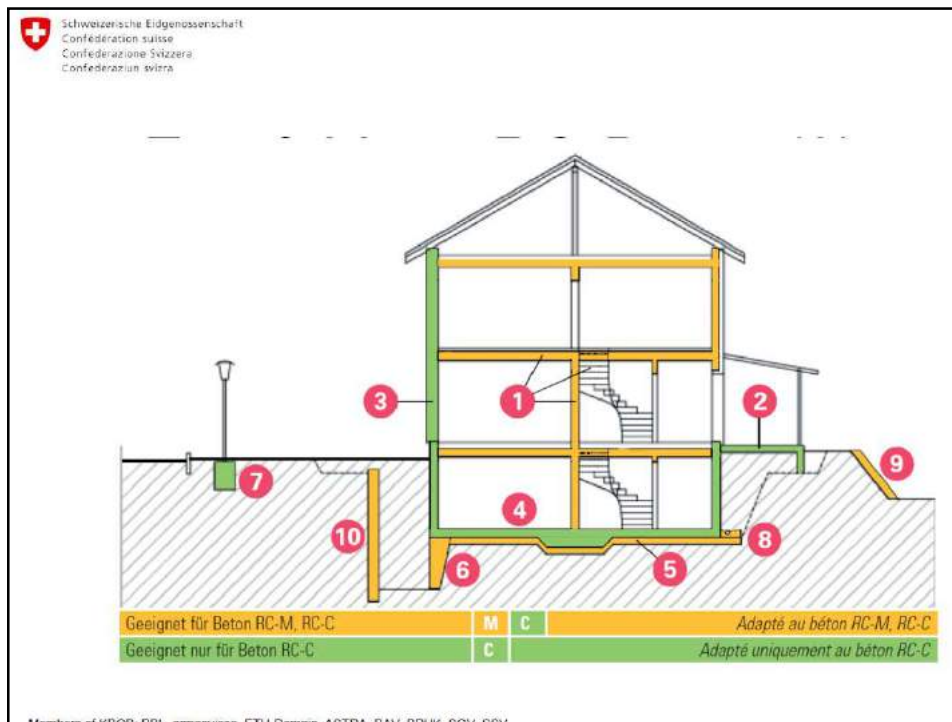 Schweizerische Eidgenossenschaft
Confédération suisse
Confederazione Svizzera
Confederaziun svizra
1
3
2
9
7
4
10
8
6
5
Geeignet für Beton RC-M, RC-C M C Adapté au béton RC-M, RC-C
Geeignet nur für Beton RC-C C Adapté uniquement au béton RC-C